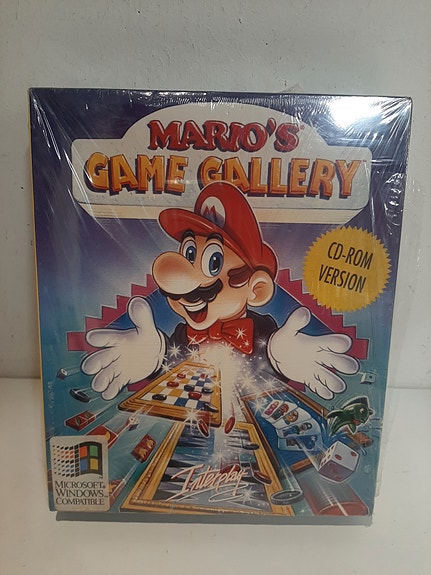 MARIO'S
GAME GALLERY
M
CD-ROM
VERSION
Interplay
MICROSOFT
WINDOWS
COMPATIBLE